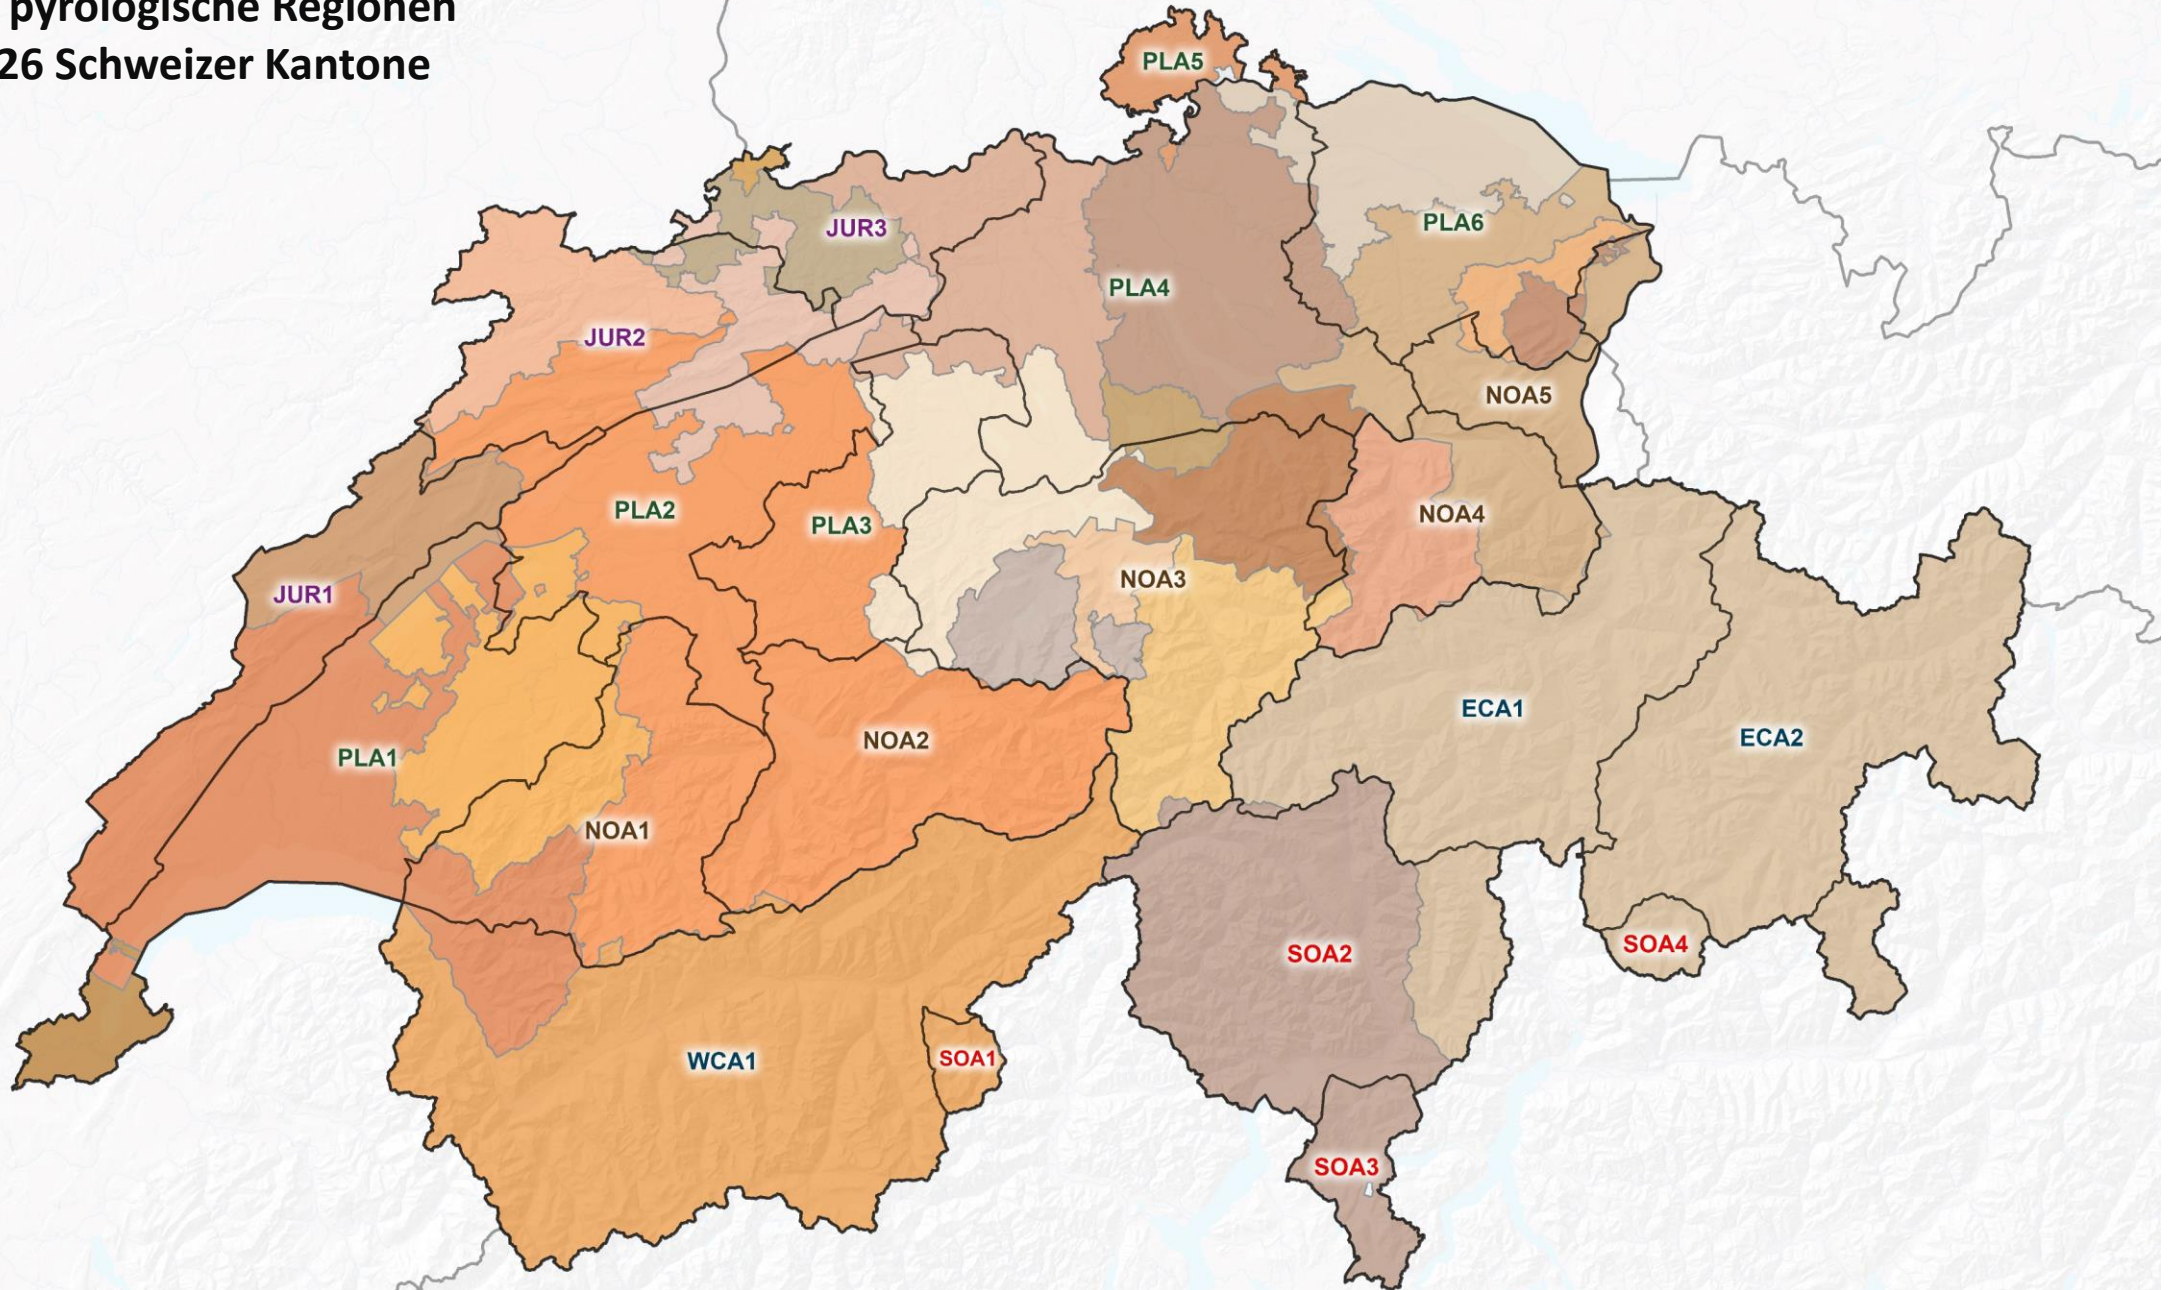 pyrologische Regionen
26 Schweizer Kantone
PLA5
JUR3
PLA6
PLA4
JUR2
NOA5
PLA2
PLA3
NOA4
JUR1
NOA3
ECA1
ECA2
NOA2
PLA1
NOA1
SOA2
SOA4
WCA1
SOA1
SOA3